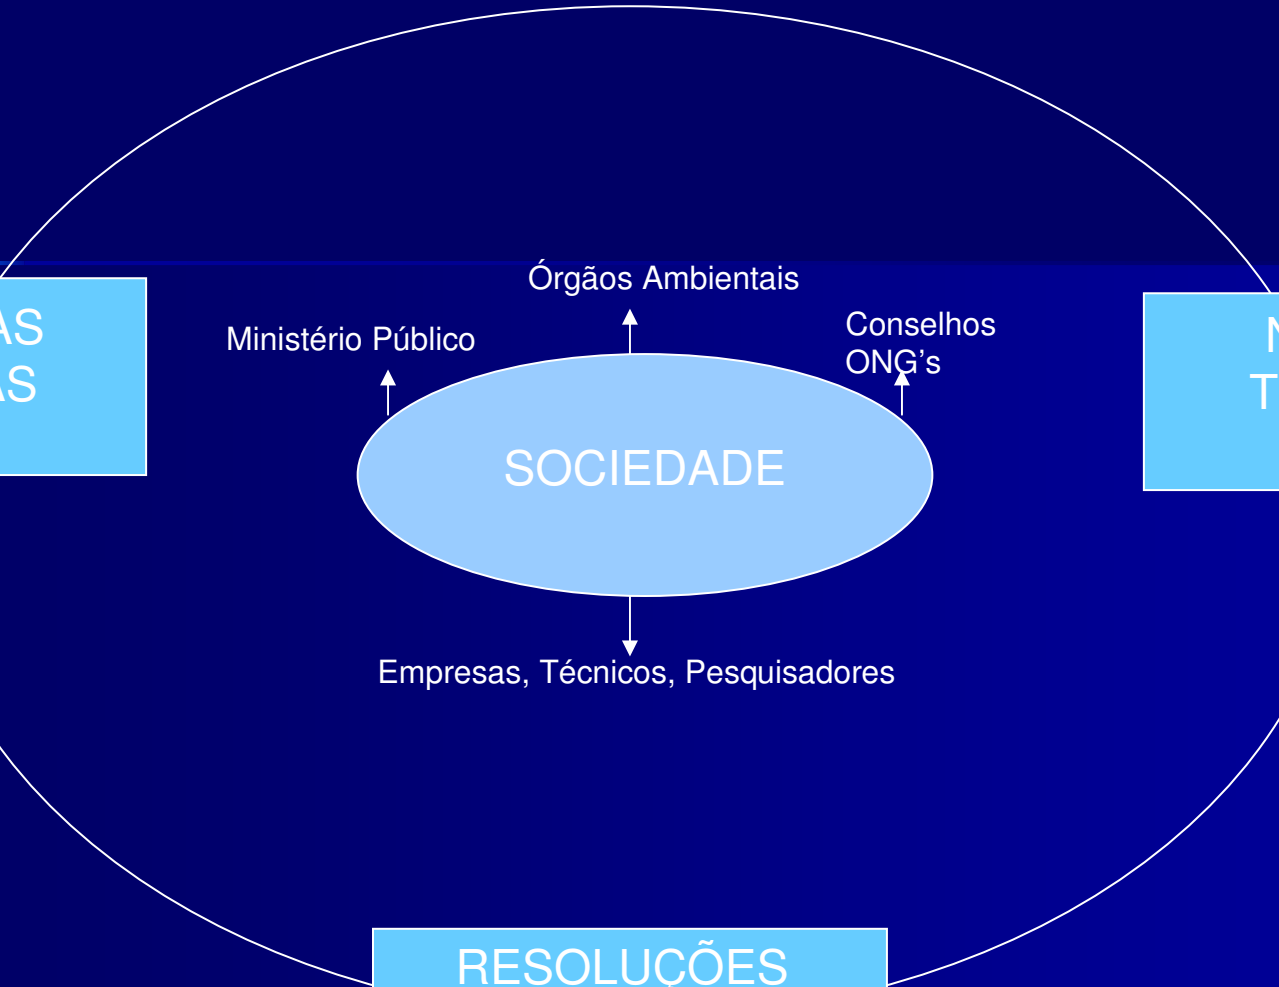 Órgãos Ambientais
Ministério Público
Conselhos
ONG's
SOCIEDADE
Empresas, Técnicos, Pesquisadores
RESOLUÇÕES